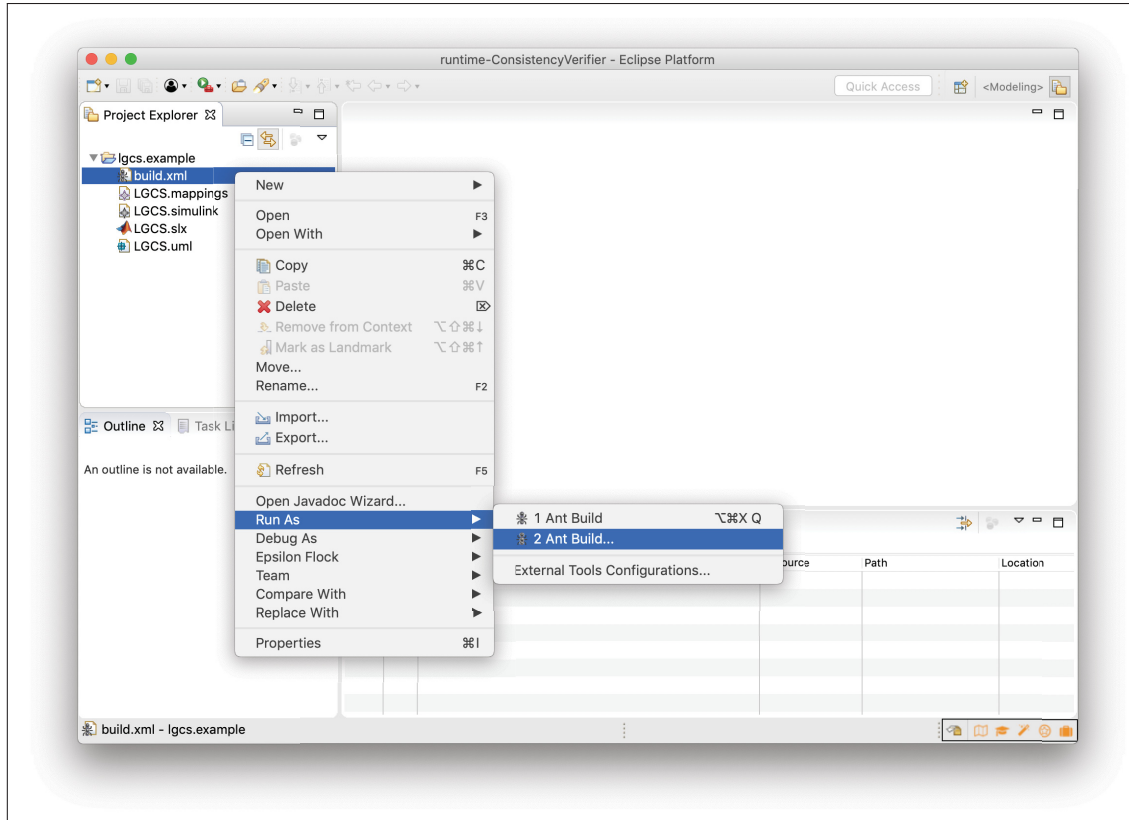 runtime-ConsistencyVerifier - Eclipse Platform
Quick Access
<Modeling>
Project Explorer
lgcs.example
build.xml
LGCS.mappings
LGCS.simulink
LGCS.slx
LGCS.uml
New
Open F3
Open With
Copy ⌘C
Paste ⌘V
Delete ⌦
Remove from Context ⌥⇧⌘↓
Mark as Landmark ⌥⇧⌘↑
Move...
Rename... F2
Import...
Export...
Refresh F5
Open Javadoc Wizard...
Run As
Debug As
Epsilon Flock
Team
Compare With
Replace With
Properties ⌘I
1 Ant Build ⌥⌘X Q
2 Ant Build...
External Tools Configurations...
Outline Task Li
An outline is not available.
ource Path Location
build.xml - lgcs.example